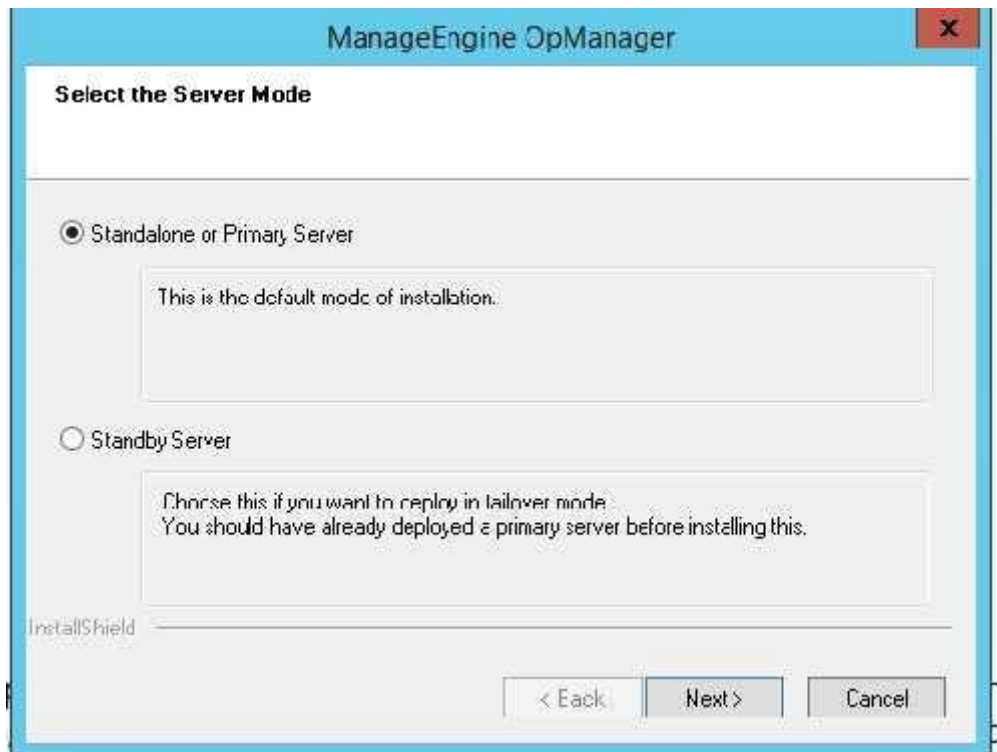 ManageEngine OpManager
x
Select the Server Mode
Standalone or Primary Server
This is the default mode of installation.
Standby Server
Choose this if you want to deploy in failover mode
You should have already deployed a primary server before installing this.
InstallShield
< Back
Next >
Cancel